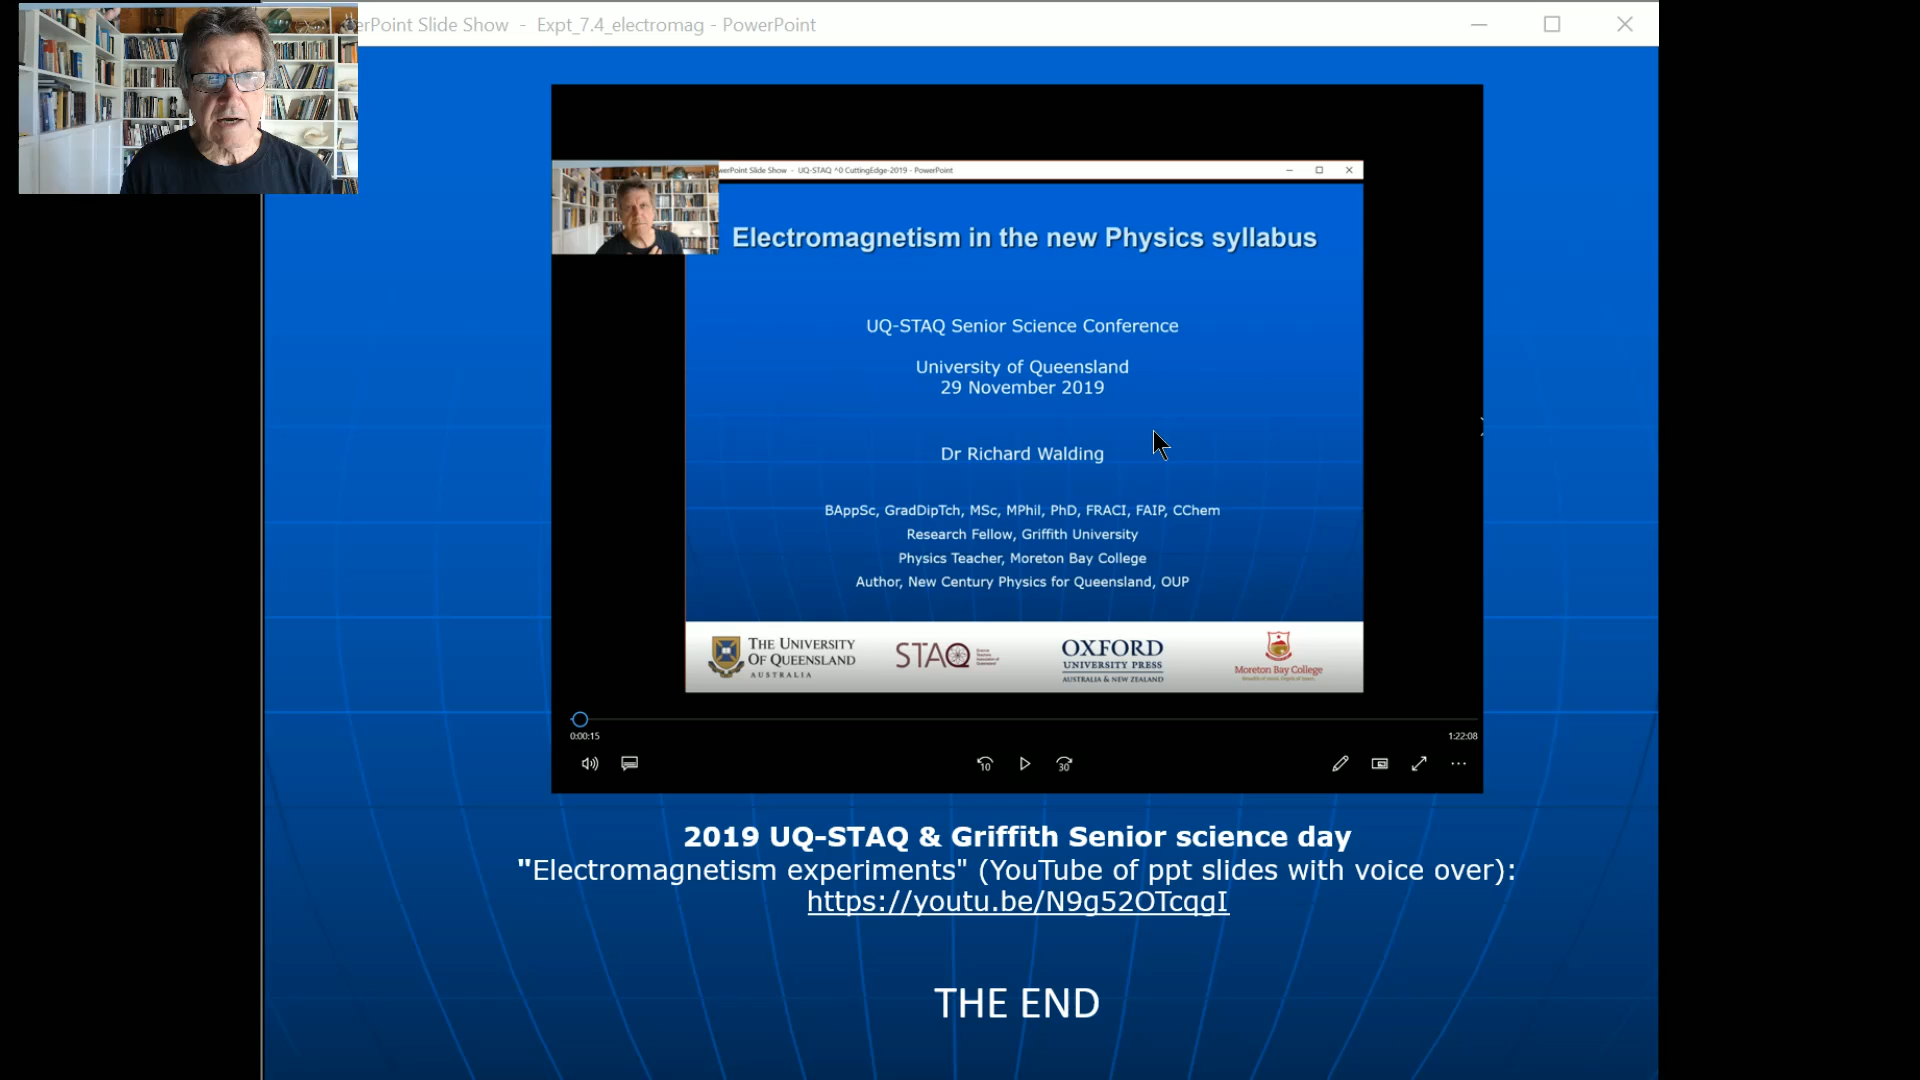 erPoint Slide Show - Expt_7.4_electromag - PowerPoint
werPoint Slide Show - UQ-STAQ ^0 CuttingEdge-2019 - PowerPoint
Electromagnetism in the new Physics syllabus
UQ-STAQ Senior Science Conference
University of Queensland
29 November 2019
Dr Richard Walding
BAppSc, GradDipTch, MSc, MPhil, PhD, FRACI, FAIP, CChem
Research Fellow, Griffith University
Physics Teacher, Moreton Bay College
Author, New Century Physics for Queensland, OUP
THE UNIVERSITY
OF QUEENSLAND
AUSTRALIA
STAQ
OXFORD
UNIVERSITY PRESS
AUSTRALIA & NEW ZEALAND
Moreton Bay College
0:00:15
1:22:08
10
30
2019 UQ-STAQ & Griffith Senior science day
"Electromagnetism experiments" (YouTube of ppt slides with voice over):
https://youtu.be/N9g52OTcqgI
THE END